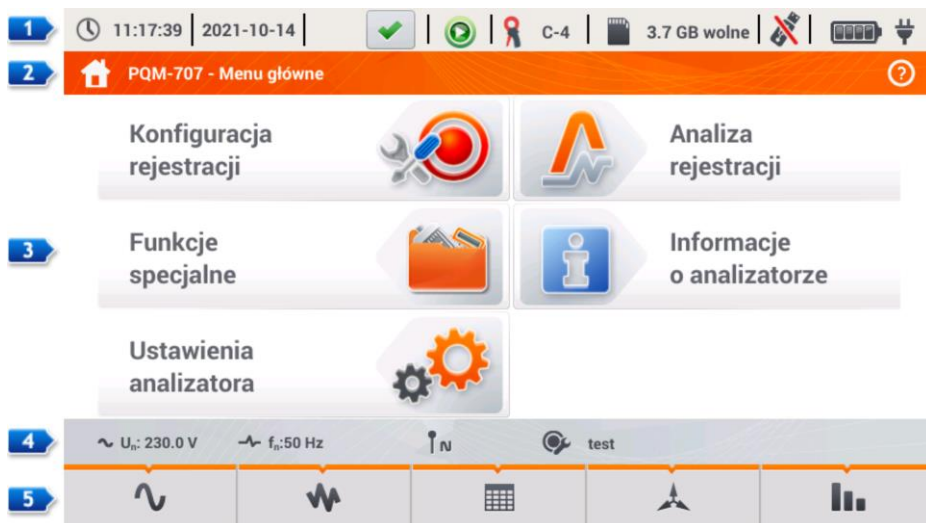 1 11:17:39 2021-10-14 C-4 3.7 GB wolne
2 PQM-707 - Menu główne ?
Konfiguracja
rejestracji
Analiza
rejestracji
3
Funkcje
specjalne
Informacje
o analizatorze
Ustawienia
analizatora
4 Un: 230.0 V fn:50 Hz N test
5